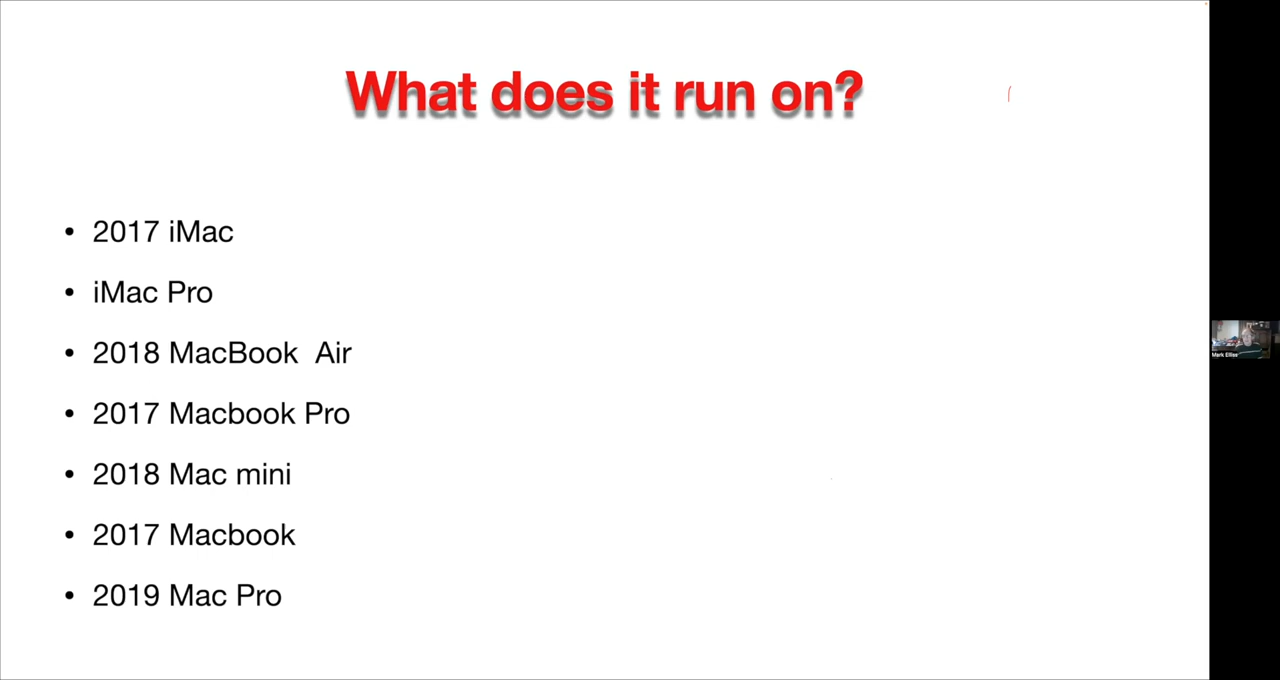 What does it run on?
• 2017 iMac
• iMac Pro
• 2018 MacBook  Air
• 2017 Macbook Pro
• 2018 Mac mini
• 2017 Macbook
• 2019 Mac Pro
Mark Elliss